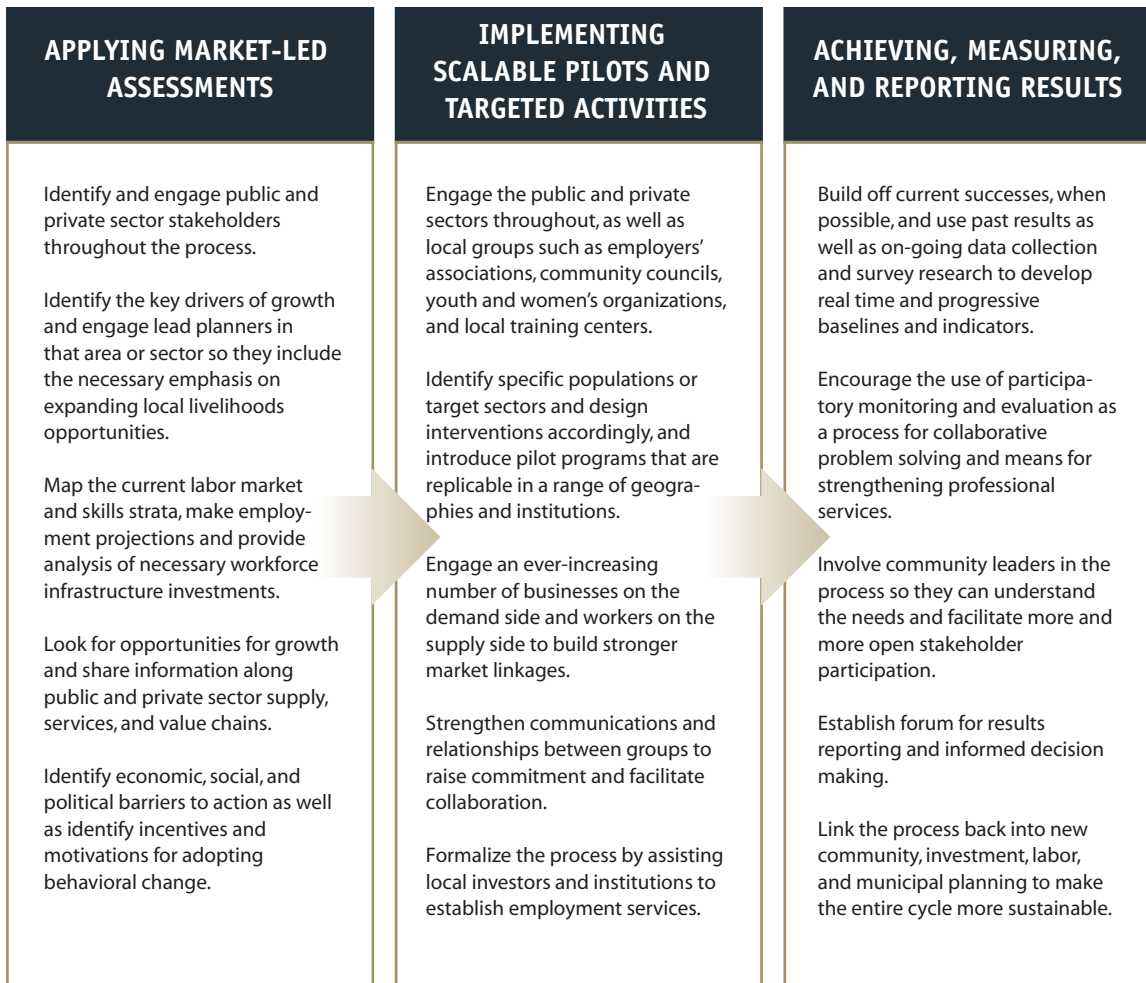 APPLYING MARKET-LED
ASSESSMENTS
Identify and engage public and
private sector stakeholders
throughout the process.
Identify the key drivers of growth
and engage lead planners in
that area or sector so they include
the necessary emphasis on
expanding local livelihoods
opportunities.
Map the current labor market
and skills strata, make employ-
ment projections and provide
analysis of necessary workforce
infrastructure investments.
Look for opportunities for growth
and share information along
public and private sector supply,
services, and value chains.
Identify economic, social, and
political barriers to action as well
as identify incentives and
motivations for adopting
behavioral change.
IMPLEMENTING
SCALABLE PILOTS AND
TARGETED ACTIVITIES
Engage the public and private
sectors throughout, as well as
local groups such as employers’
associations, community councils,
youth and women’s organizations,
and local training centers.
Identify specific populations or
target sectors and design
interventions accordingly, and
introduce pilot programs that are
replicable in a range of geogra-
phies and institutions.
Engage an ever-increasing
number of businesses on the
demand side and workers on the
supply side to build stronger
market linkages.
Strengthen communications and
relationships between groups to
raise commitment and facilitate
collaboration.
Formalize the process by assisting
local investors and institutions to
establish employment services.
ACHIEVING, MEASURING,
AND REPORTING RESULTS
Build off current successes, when
possible, and use past results as
well as on-going data collection
and survey research to develop
real time and progressive
baselines and indicators.
Encourage the use of participa-
tory monitoring and evaluation as
a process for collaborative
problem solving and means for
strengthening professional
services.
Involve community leaders in the
process so they can understand
the needs and facilitate more and
more open stakeholder
participation.
Establish forum for results
reporting and informed decision
making.
Link the process back into new
community, investment, labor,
and municipal planning to make
the entire cycle more sustainable.